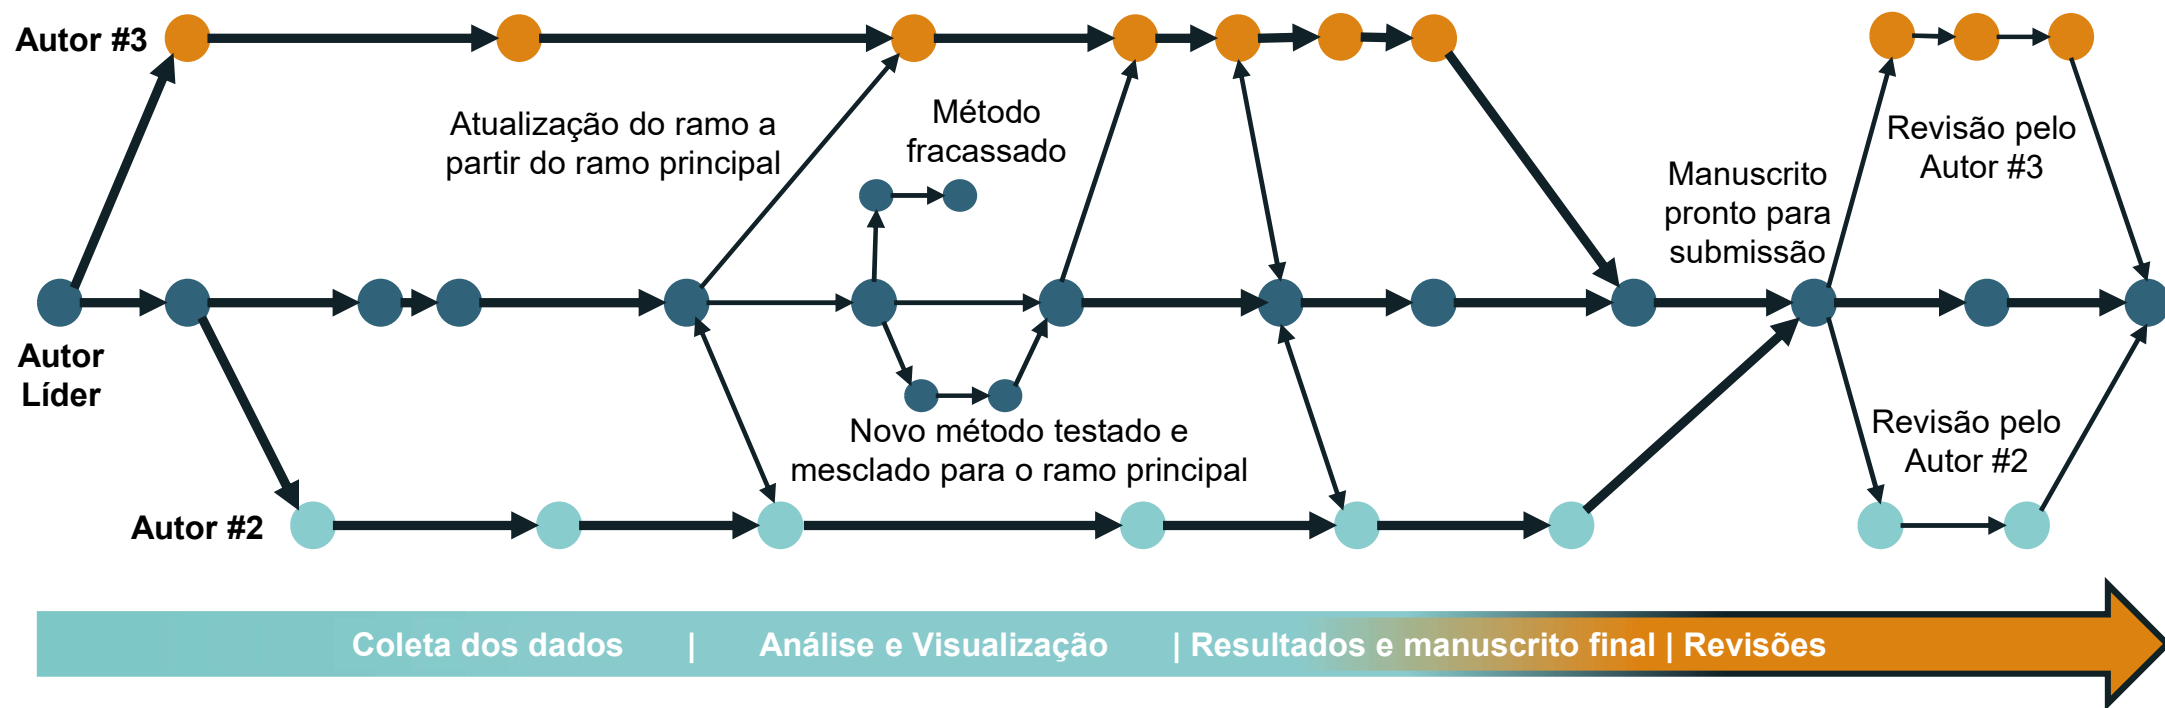 Autor #3
Atualização do ramo a
partir do ramo principal
Método
fracassado
Manuscrito
pronto para
submissão
Revisão pelo
Autor #3
Autor
Líder
Novo método testado e
mesclado para o ramo principal
Revisão pelo
Autor #2
Autor #2
Coleta dos dados | Análise e Visualização | Resultados e manuscrito final | Revisões